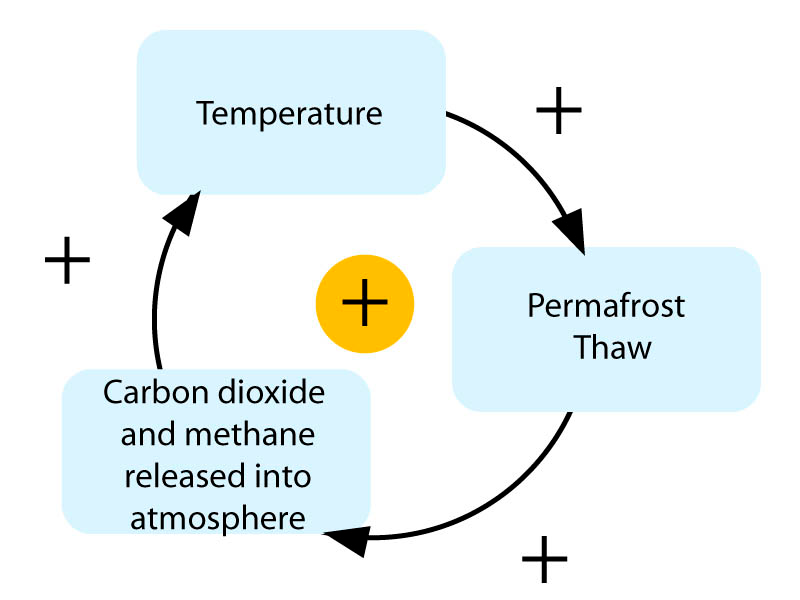 Temperature
+
Permafrost
Thaw
+
Carbon dioxide
and methane
released into
atmosphere
+
+